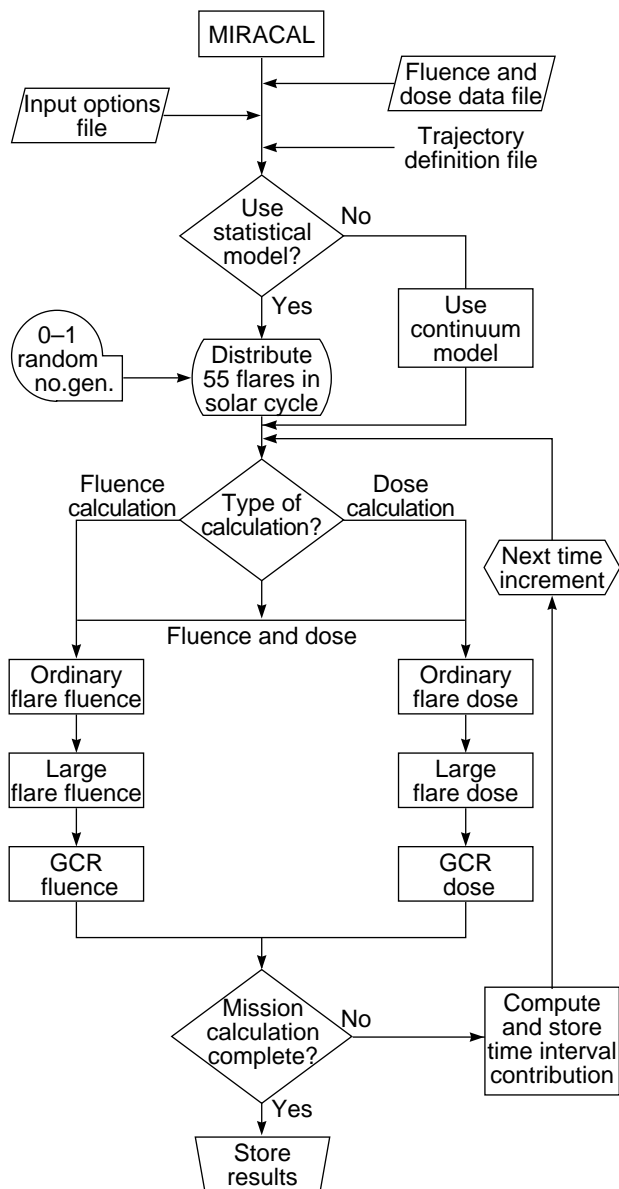 MIRACAL
Fluence and
dose data file
Input options
file
Trajectory
definition file
Use
statistical
model?
No
Yes
Use
continuum
model
0–1
random
no.gen.
Distribute
55 flares in
solar cycle
Fluence
calculation
Type of
calculation?
Dose
calculation
Next time
increment
Fluence and dose
Ordinary
flare fluence
Ordinary
flare dose
Large
flare fluence
Large
flare dose
GCR
fluence
GCR
dose
Mission
calculation
complete?
No
Compute
and store
time interval
contribution
Yes
Store
results